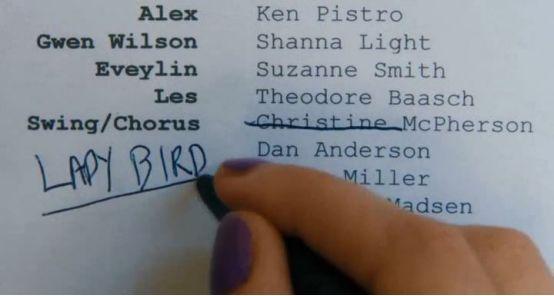 Alex Ken Pistro
Gwen Wilson Shanna Light
Eveylin Suzanne Smith
Les Theodore Baasch
Swing/Chorus Christine McPherson
LADY BIRD Dan Anderson
Miller
Madsen